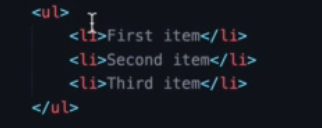 <ul>
<li>First item</li>
<li>Second item</li>
<li>Third item</li>
</ul>